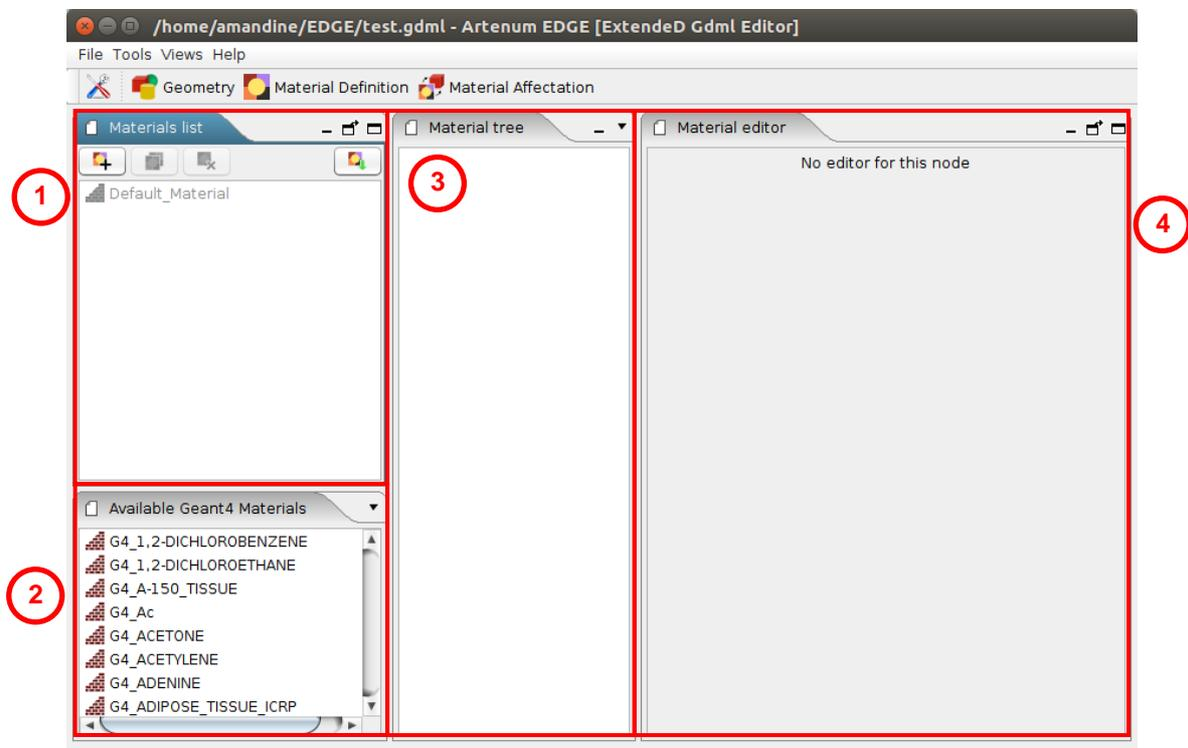 /home/amandine/EDGE/test.gdml - Artenum EDGE [ExtendeD Gdml Editor]
File Tools Views Help
Geometry Material Definition Material Affectation
Materials list
Material tree
Material editor
1
3
4
No editor for this node
Default_Material
Available Geant4 Materials
2
G4_1,2-DICHLOROBENZENE
G4_1,2-DICHLOROETHANE
G4_A-150_TISSUE
G4_Ac
G4_ACETONE
G4_ACETYLENE
G4_ADENINE
G4_ADIPOSE_TISSUE_ICRP